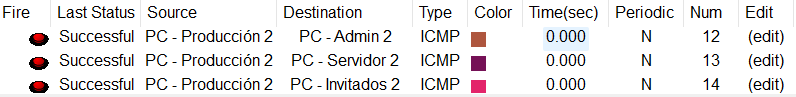 Fire Last Status Source Destination Type Color Time(sec) Periodic Num Edit
Successful PC - Producción 2 PC - Admin 2 ICMP 0.000 N 12 (edit)
Successful PC - Producción 2 PC - Servidor 2 ICMP 0.000 N 13 (edit)
Successful PC - Producción 2 PC - Invitados 2 ICMP 0.000 N 14 (edit)